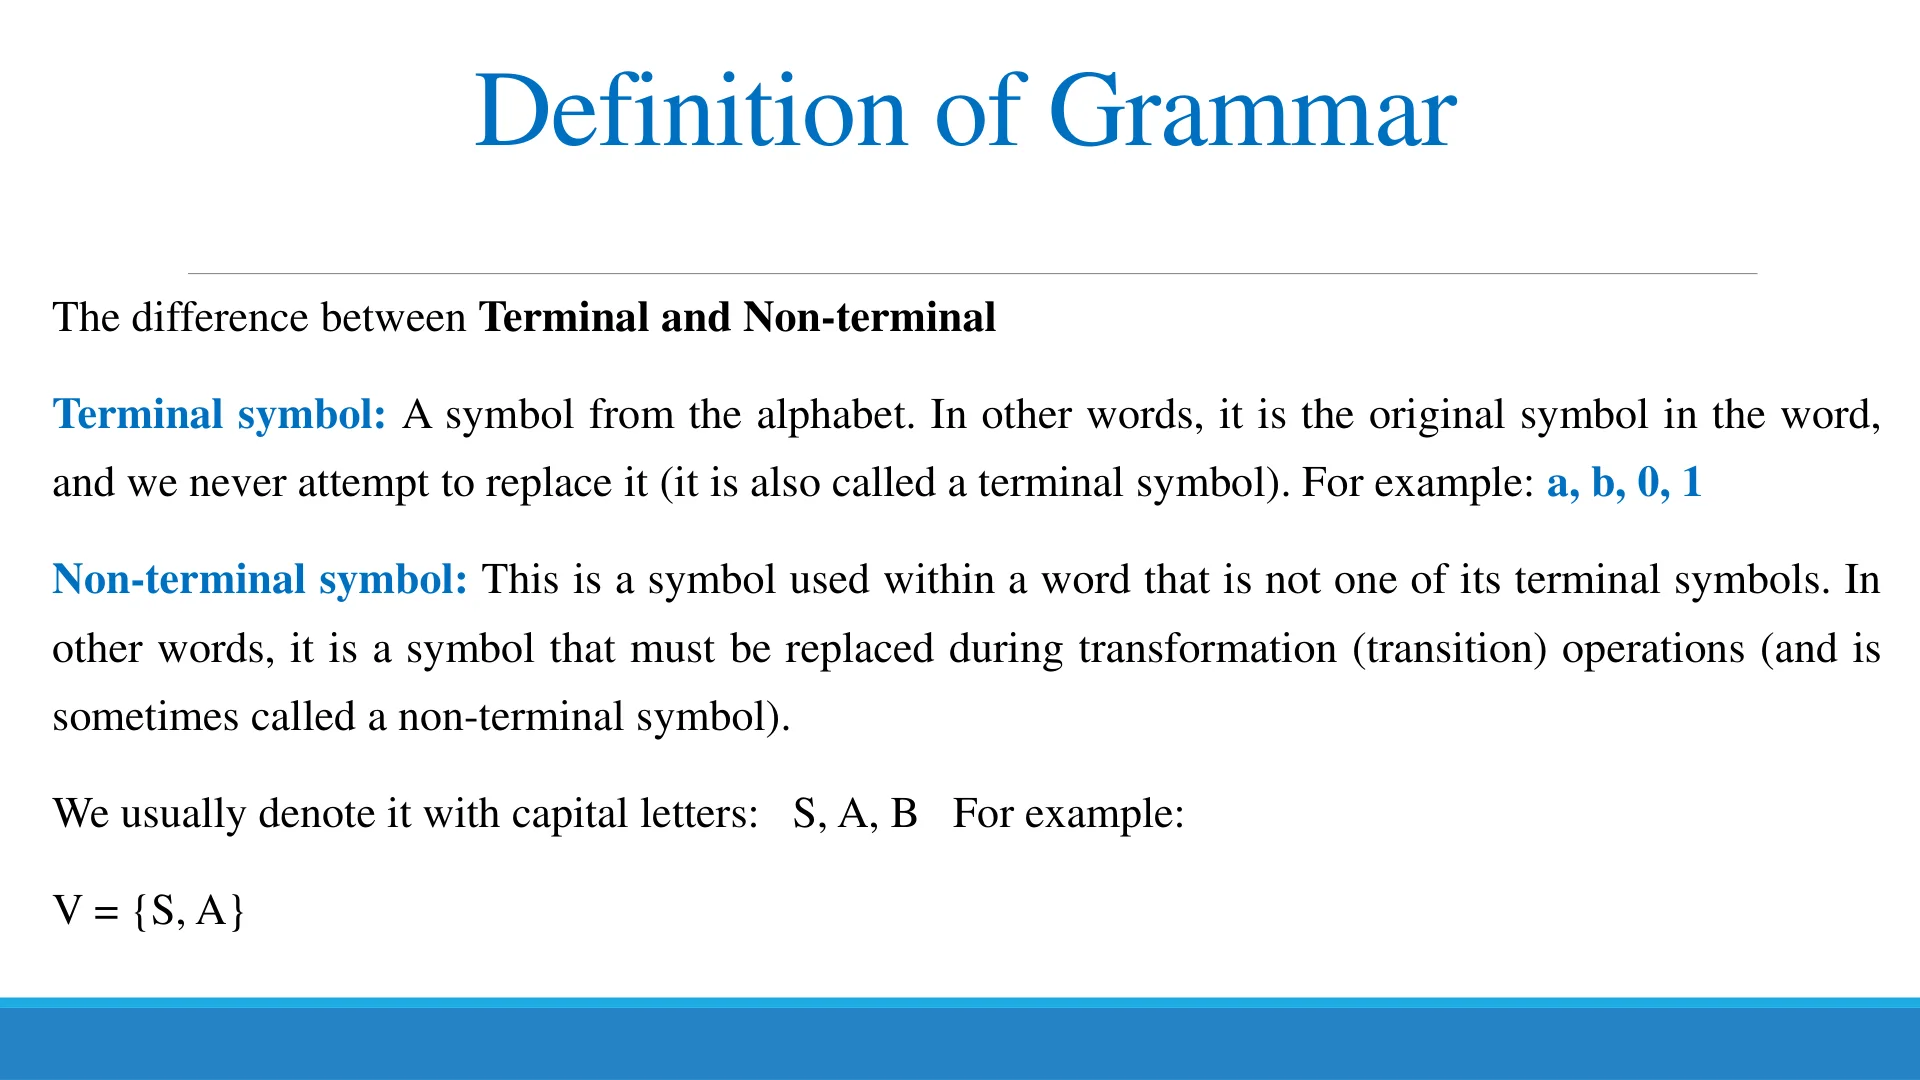 Definition of Grammar
The difference between Terminal and Non-terminal
Terminal symbol: A symbol from the alphabet. In other words, it is the original symbol in the word,
and we never attempt to replace it (it is also called a terminal symbol). For example: a, b, 0, 1
Non-terminal symbol: This is a symbol used within a word that is not one of its terminal symbols. In
other words, it is a symbol that must be replaced during transformation (transition) operations (and is
sometimes called a non-terminal symbol).
We usually denote it with capital letters: S, A, B For example:
V = {S, A}